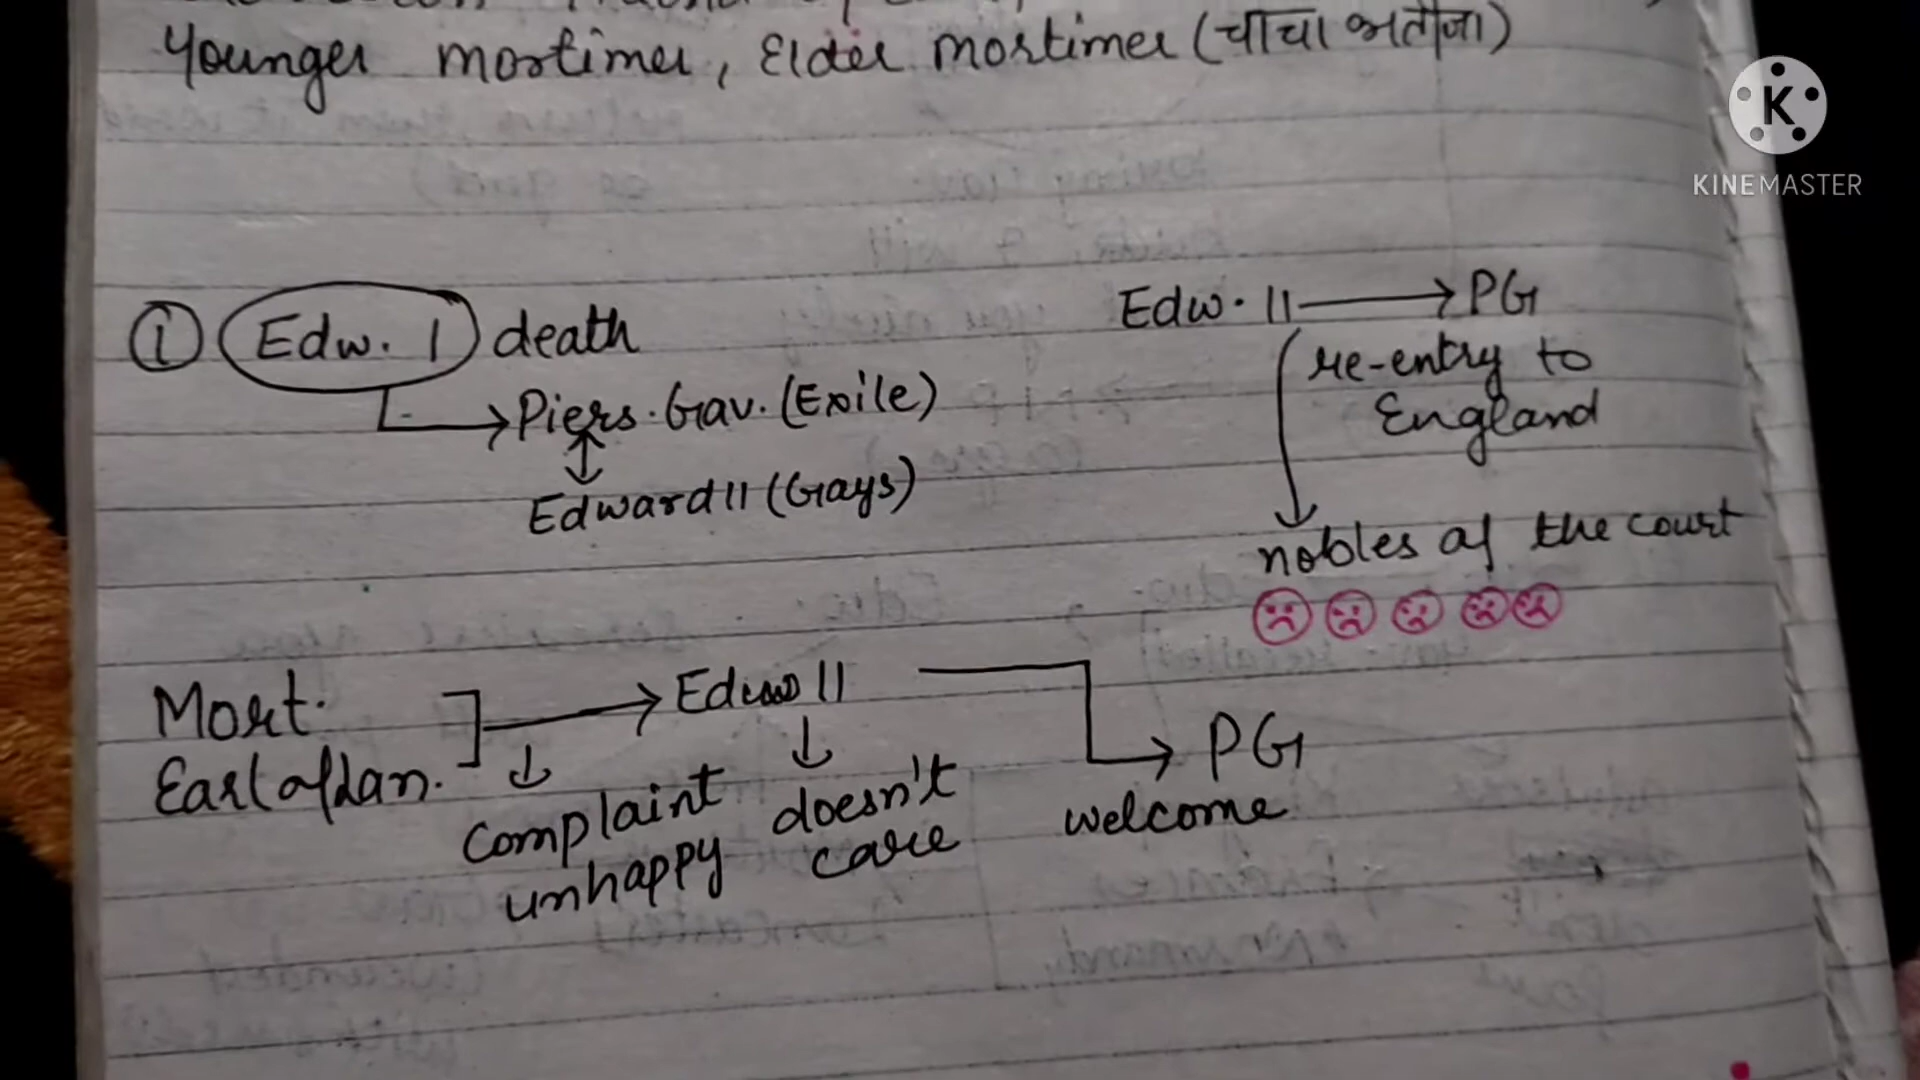 Younger mortimer, Elder mortimer (चाचा भतीजा)
K
KINEMASTER
① Edw. I death
Piers. Gav. (Exile)
Edward II (Gays)
Edw. II → PG
re-entry to
England
nobles of the court
Mort.
Earl of Lan.
Edw II
complaint
unhappy
doesn't
care
PG
welcome